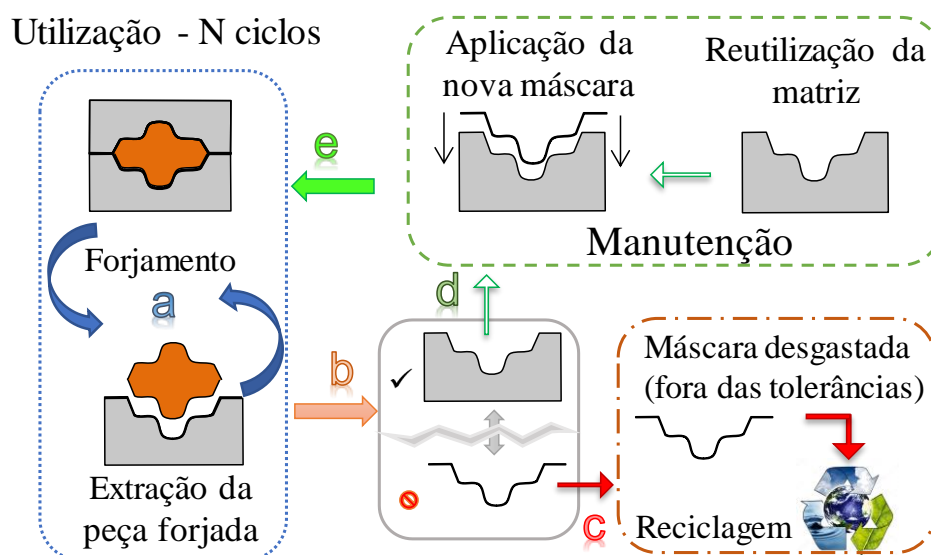 Utilização - N ciclos
Forjamento
a
Extração da
peça forjada
b
Aplicação da
nova máscara
Reutilização da
matriz
Manutenção
e
d
c
Máscara desgastada
(fora das tolerâncias)
Reciclagem